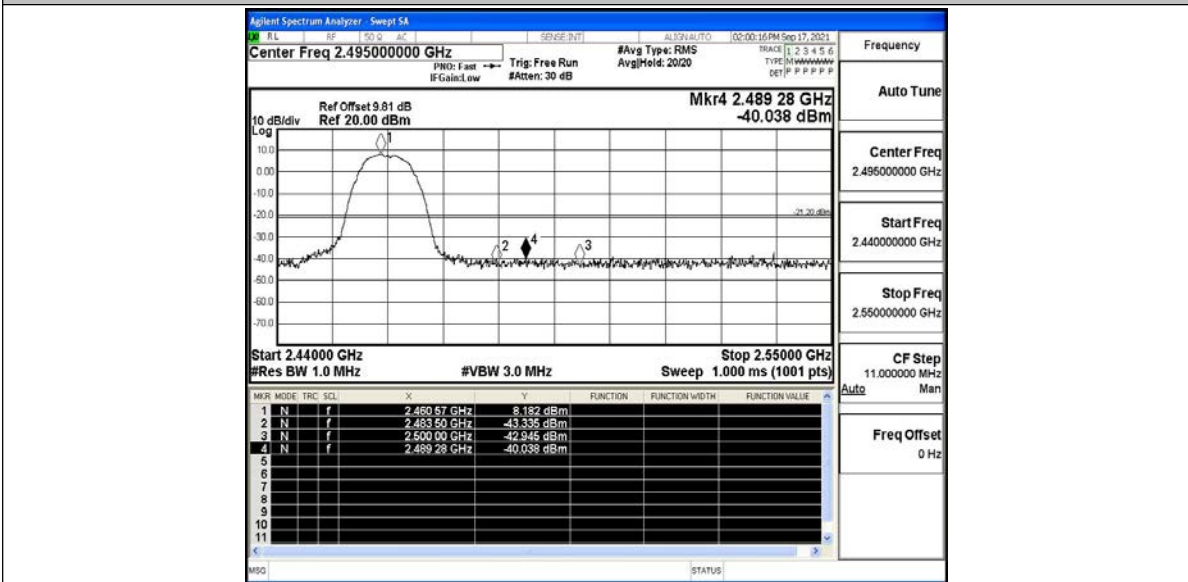 Agilent Spectrum Analyzer - Swept SA
RL RF 50 Ω AC SENSE:INT ALIGN AUTO 02:00:16 PM Sep 17, 2021
Center Freq 2.495000000 GHz
PNO: Fast
IFGain:Low
Trig: Free Run
#Atten: 30 dB
#Avg Type: RMS
Avg|Hold: 20/20
TRACE 1 2 3 4 5 6
TYPE M
DET P P P P P P
Ref Offset 9.81 dB
10 dB/div Ref 20.00 dBm
Log
Mkr4 2.489 28 GHz
-40.038 dBm
10.0
0.00
-10.0
-20.0
-30.0
-40.0
-50.0
-60.0
-70.0
1
2
4
3
-21.20 dBm
Start 2.44000 GHz Stop 2.55000 GHz
#Res BW 1.0 MHz #VBW 3.0 MHz Sweep 1.000 ms (1001 pts)
MKR MODE TRC SCL X Y FUNCTION FUNCTION WIDTH FUNCTION VALUE
1 N f 2.460 57 GHz 8.182 dBm
2 N f 2.483 50 GHz -43.335 dBm
3 N f 2.500 00 GHz -42.945 dBm
4 N f 2.489 28 GHz -40.038 dBm
5
6
7
8
9
10
11
MSG STATUS
Frequency
Auto Tune
Center Freq
2.495000000 GHz
Start Freq
2.440000000 GHz
Stop Freq
2.550000000 GHz
CF Step
11.000000 MHz
Auto Man
Freq Offset
0 Hz